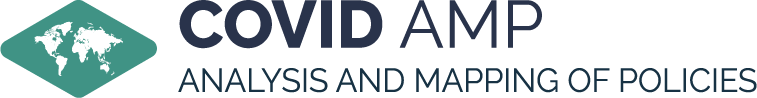 COVID AMP
ANALYSIS AND MAPPING OF POLICIES